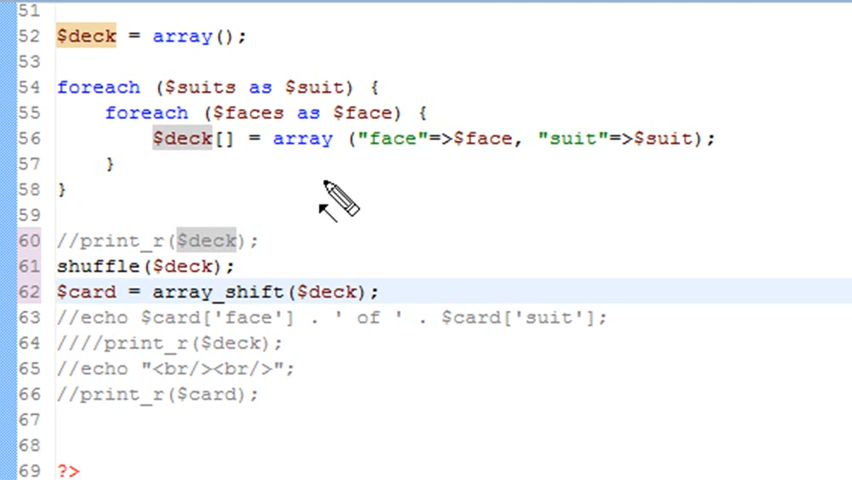 51
52 $deck = array();
53
54 foreach ($suits as $suit) {
55     foreach ($faces as $face) {
56         $deck[] = array ("face"=>$face, "suit"=>$suit);
57     }
58 }
59
60 //print_r($deck);
61 shuffle($deck);
62 $card = array_shift($deck);
63 //echo $card['face'] . ' of ' . $card['suit'];
64 ////print_r($deck);
65 //echo "<br/><br/>";
66 //print_r($card);
67
68
69 ?>